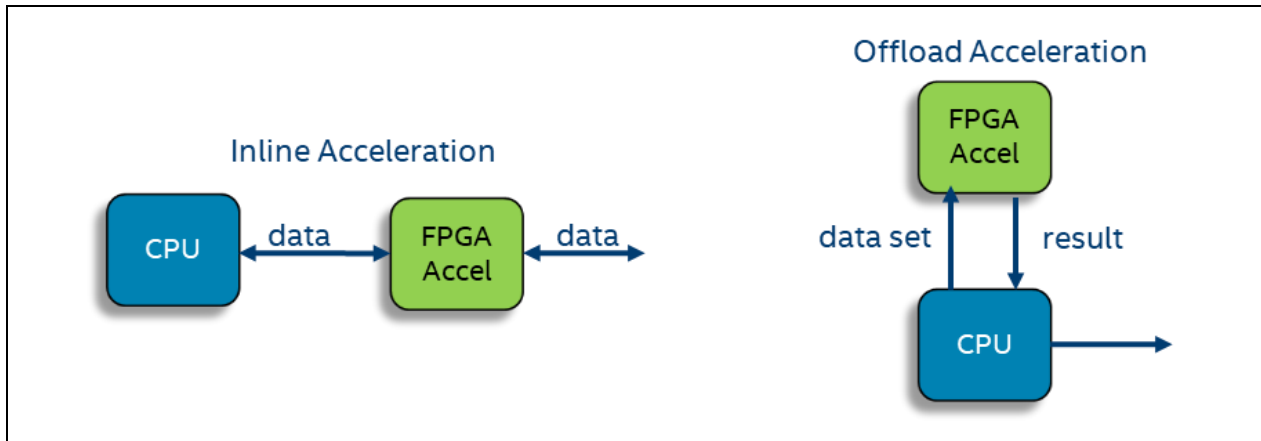 Inline Acceleration
CPU
data
FPGA
Accel
data
Offload Acceleration
FPGA
Accel
data set
result
CPU